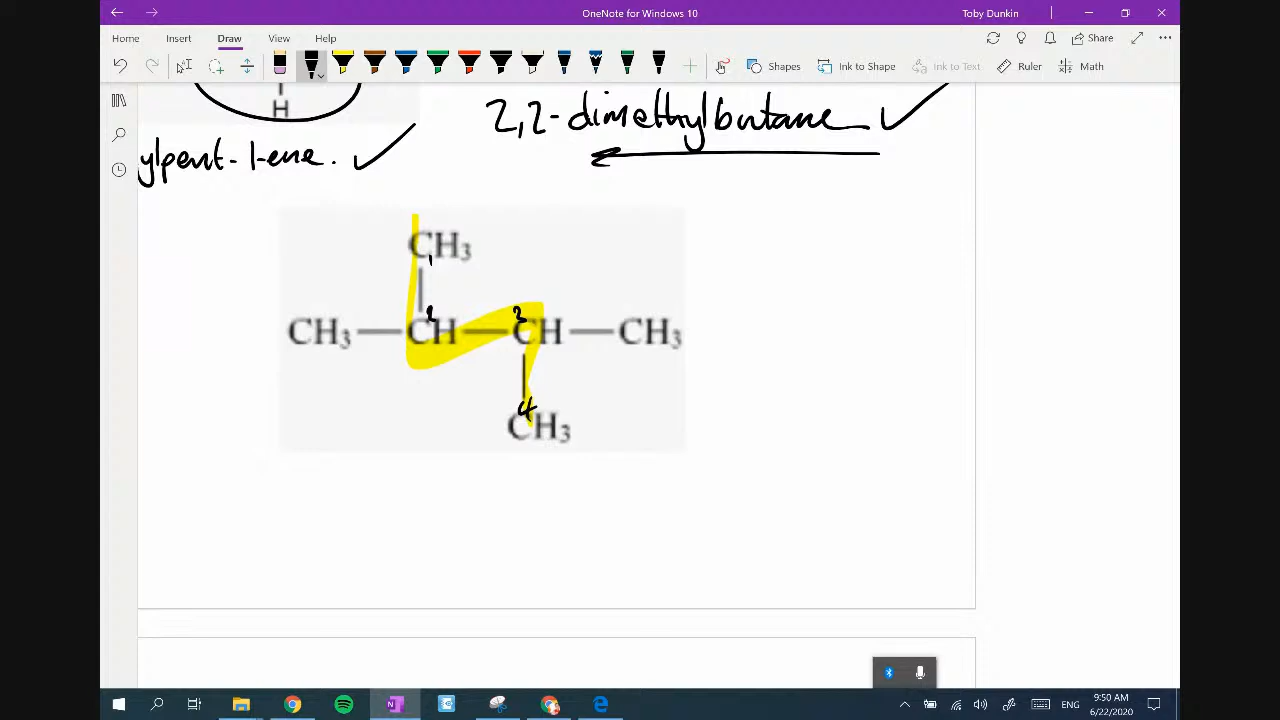 OneNote for Windows 10
Toby Dunkin
Home Insert Draw View Help
Share
Shapes
Ink to Shape
Ink to Text
Ruler
Math
H
2,2-dimethylbutane
ylpent-1-ene.
CH3
1
2 3
CH3—CH—CH—CH3
4
CH3
ENG
9:50 AM
6/22/2020